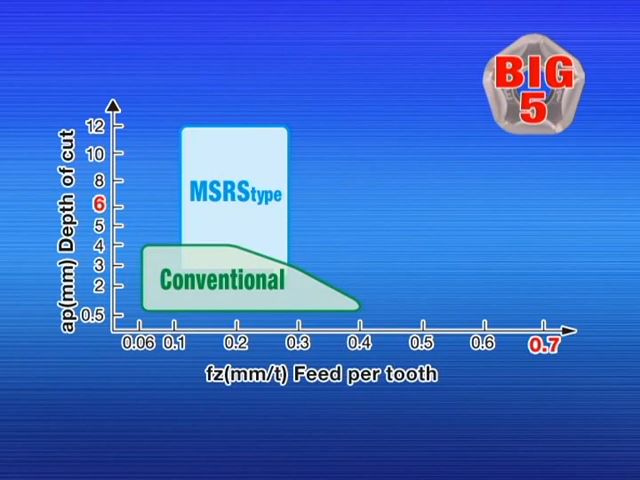 BIG
5
12
10
8
6
5
4
3
2
0.5
ap(mm) Depth of cut
MSRS type
Conventional
0.06 0.1 0.2 0.3 0.4 0.5 0.6 0.7
fz(mm/t) Feed per tooth